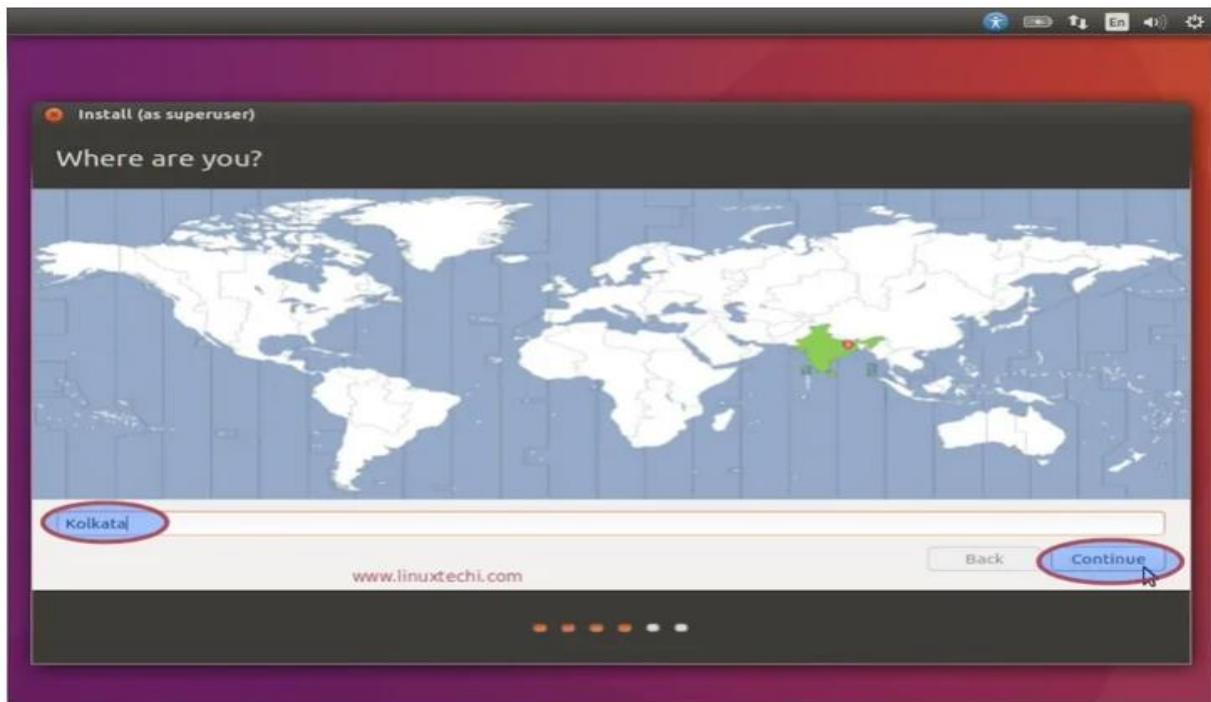 En
Install (as superuser)
Where are you?
Kolkata
Back
Continue
www.linuxtechi.com